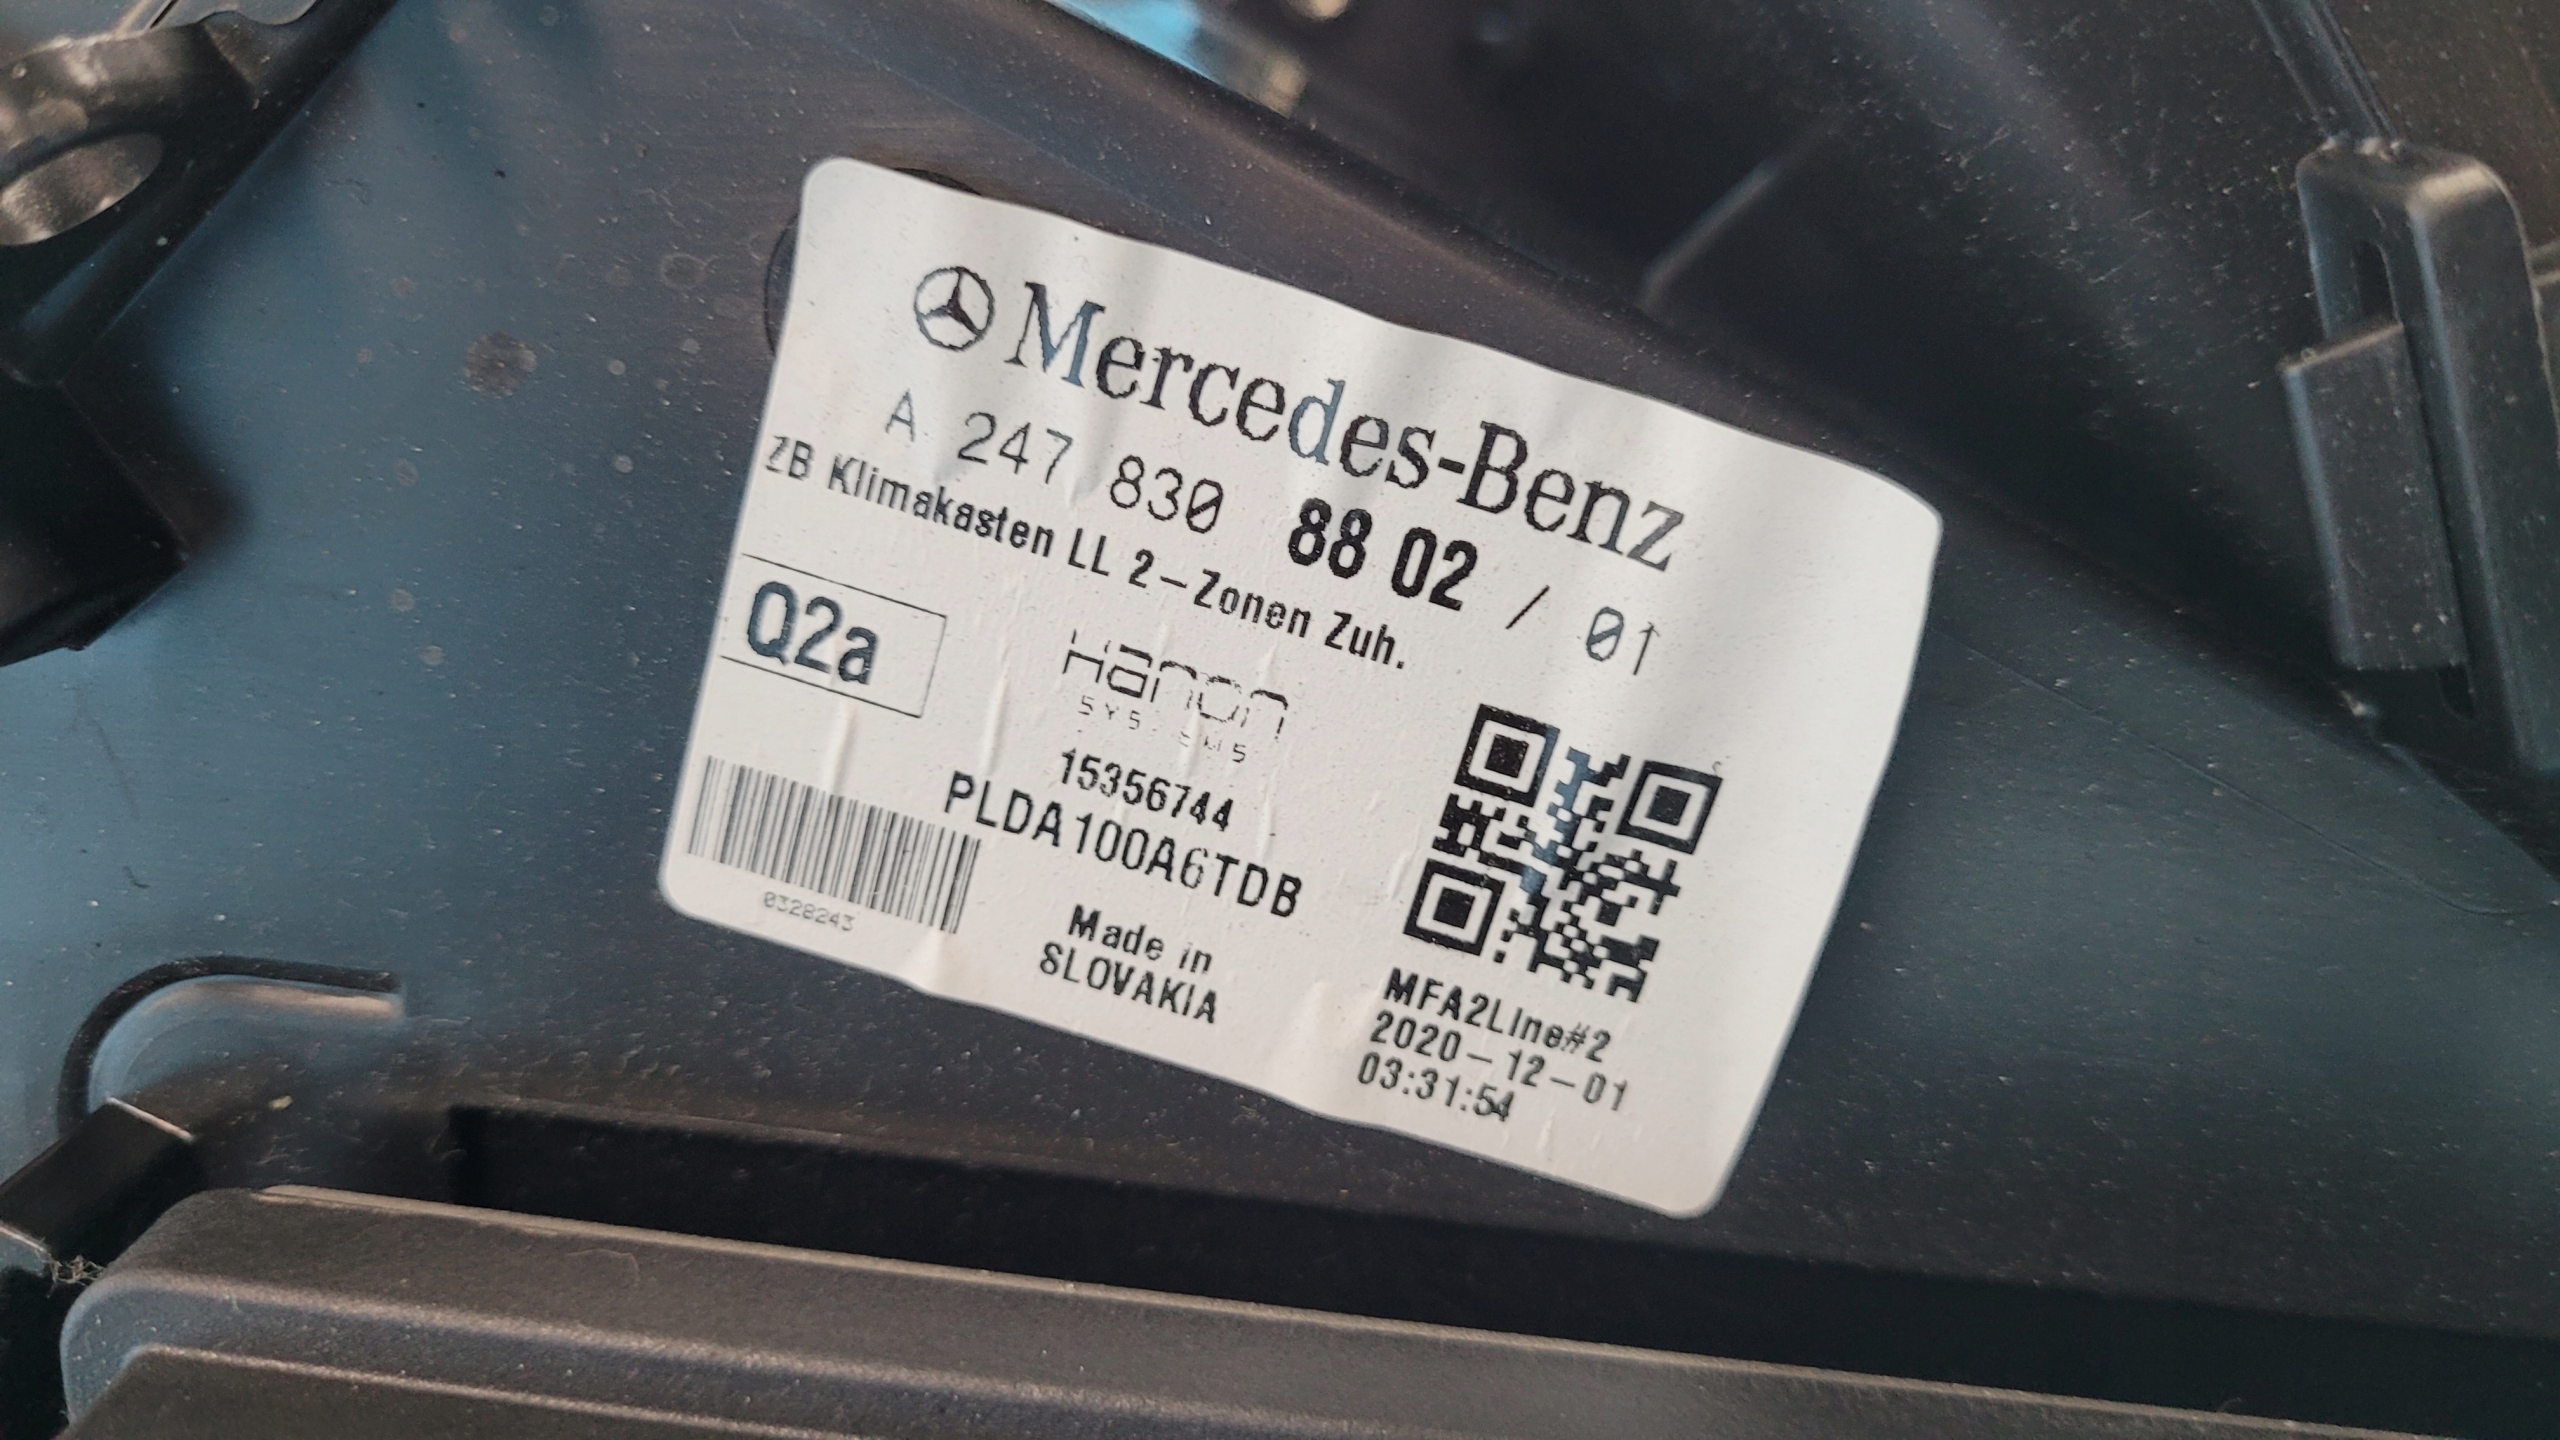 Mercedes-Benz
A 247 830 88 02 / 01
ZB Klimakasten LL 2-Zonen Zuh.
Q2a
Hanon
SYSTEMS
15356744
PLDA100A6TDB
0328243
Made in
SLOVAKIA
MFA2Line#2
2020-12-01
03:31:54